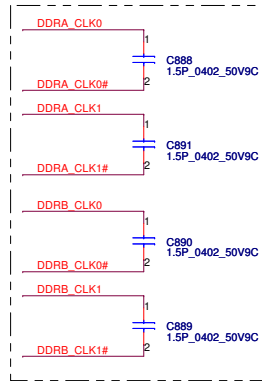 DDRA_CLK0
1
C888
1.5P_0402_50V9C
2
DDRA_CLK0#
DDRA_CLK1
1
C891
1.5P_0402_50V9C
2
DDRA_CLK1#
DDRB_CLK0
1
C890
1.5P_0402_50V9C
2
DDRB_CLK0#
DDRB_CLK1
1
C889
1.5P_0402_50V9C
2
DDRB_CLK1#